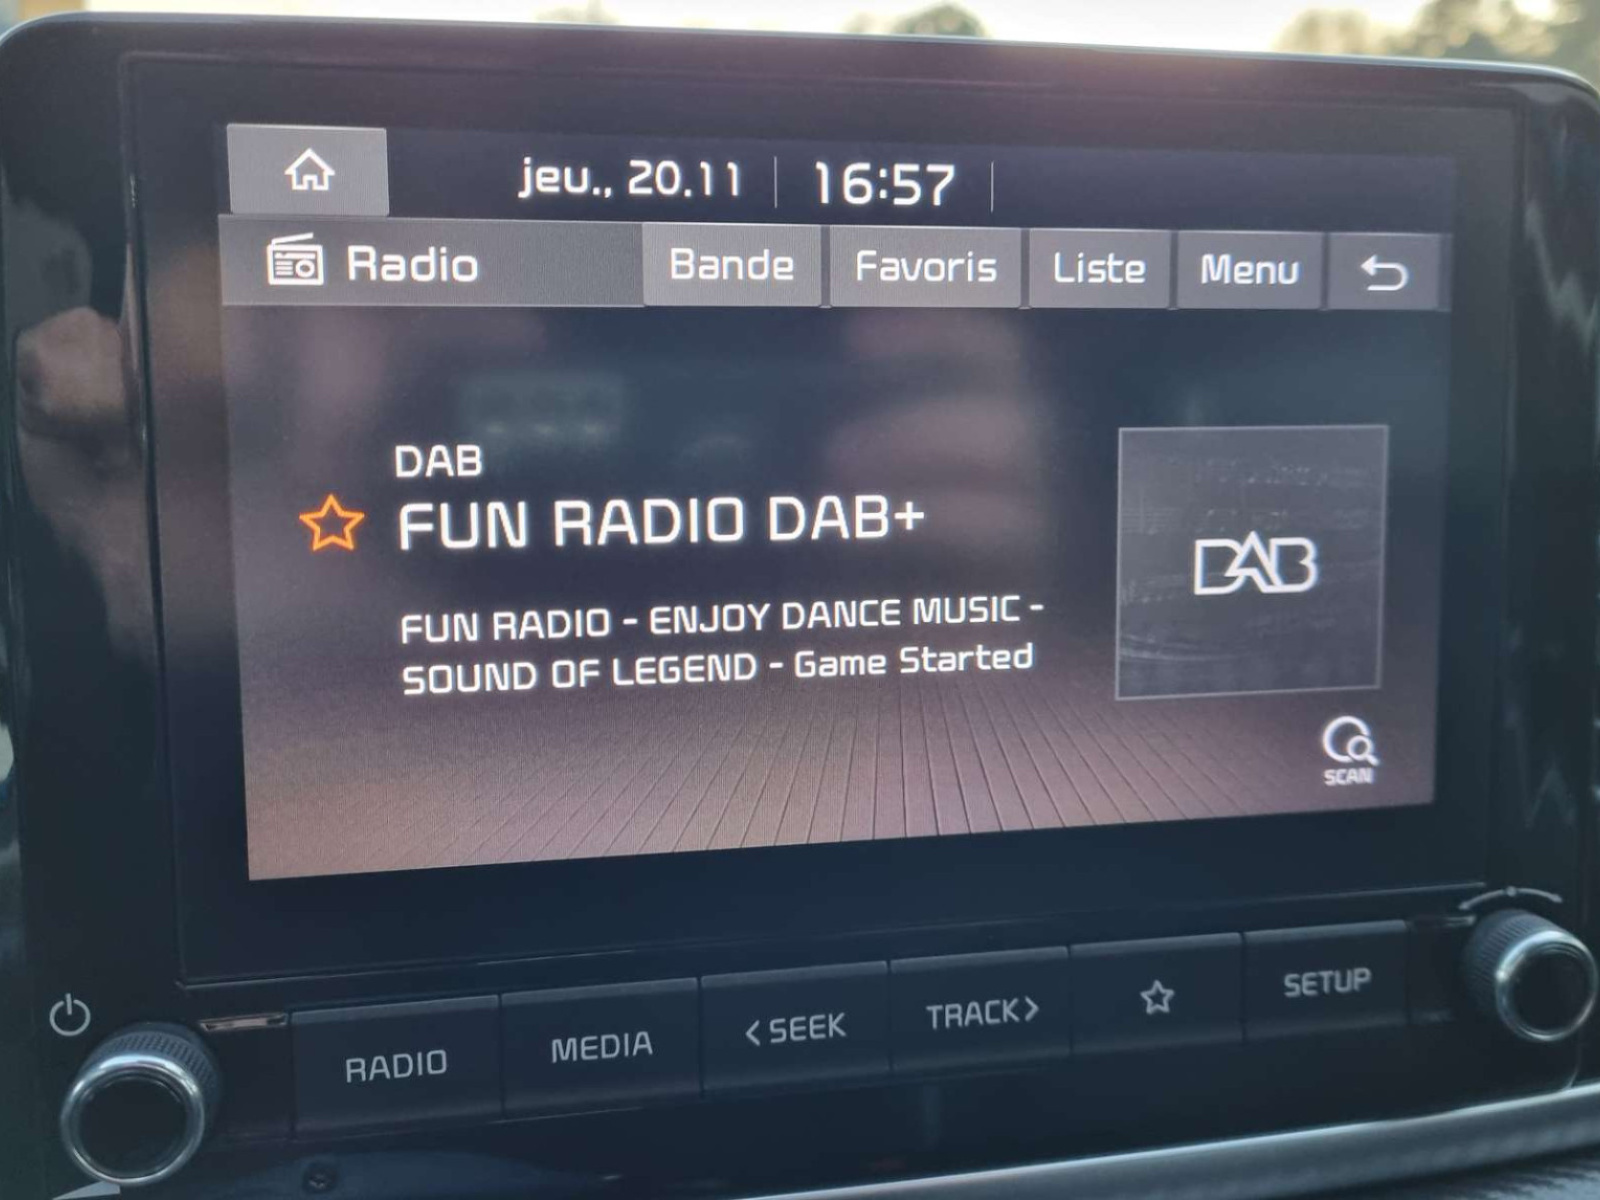 jeu., 20.11 16:57
Radio Bande Favoris Liste Menu
DAB
FUN RADIO DAB+
FUN RADIO - ENJOY DANCE MUSIC -
SOUND OF LEGEND - Game Started
DAB
SCAN
RADIO MEDIA < SEEK TRACK > SETUP